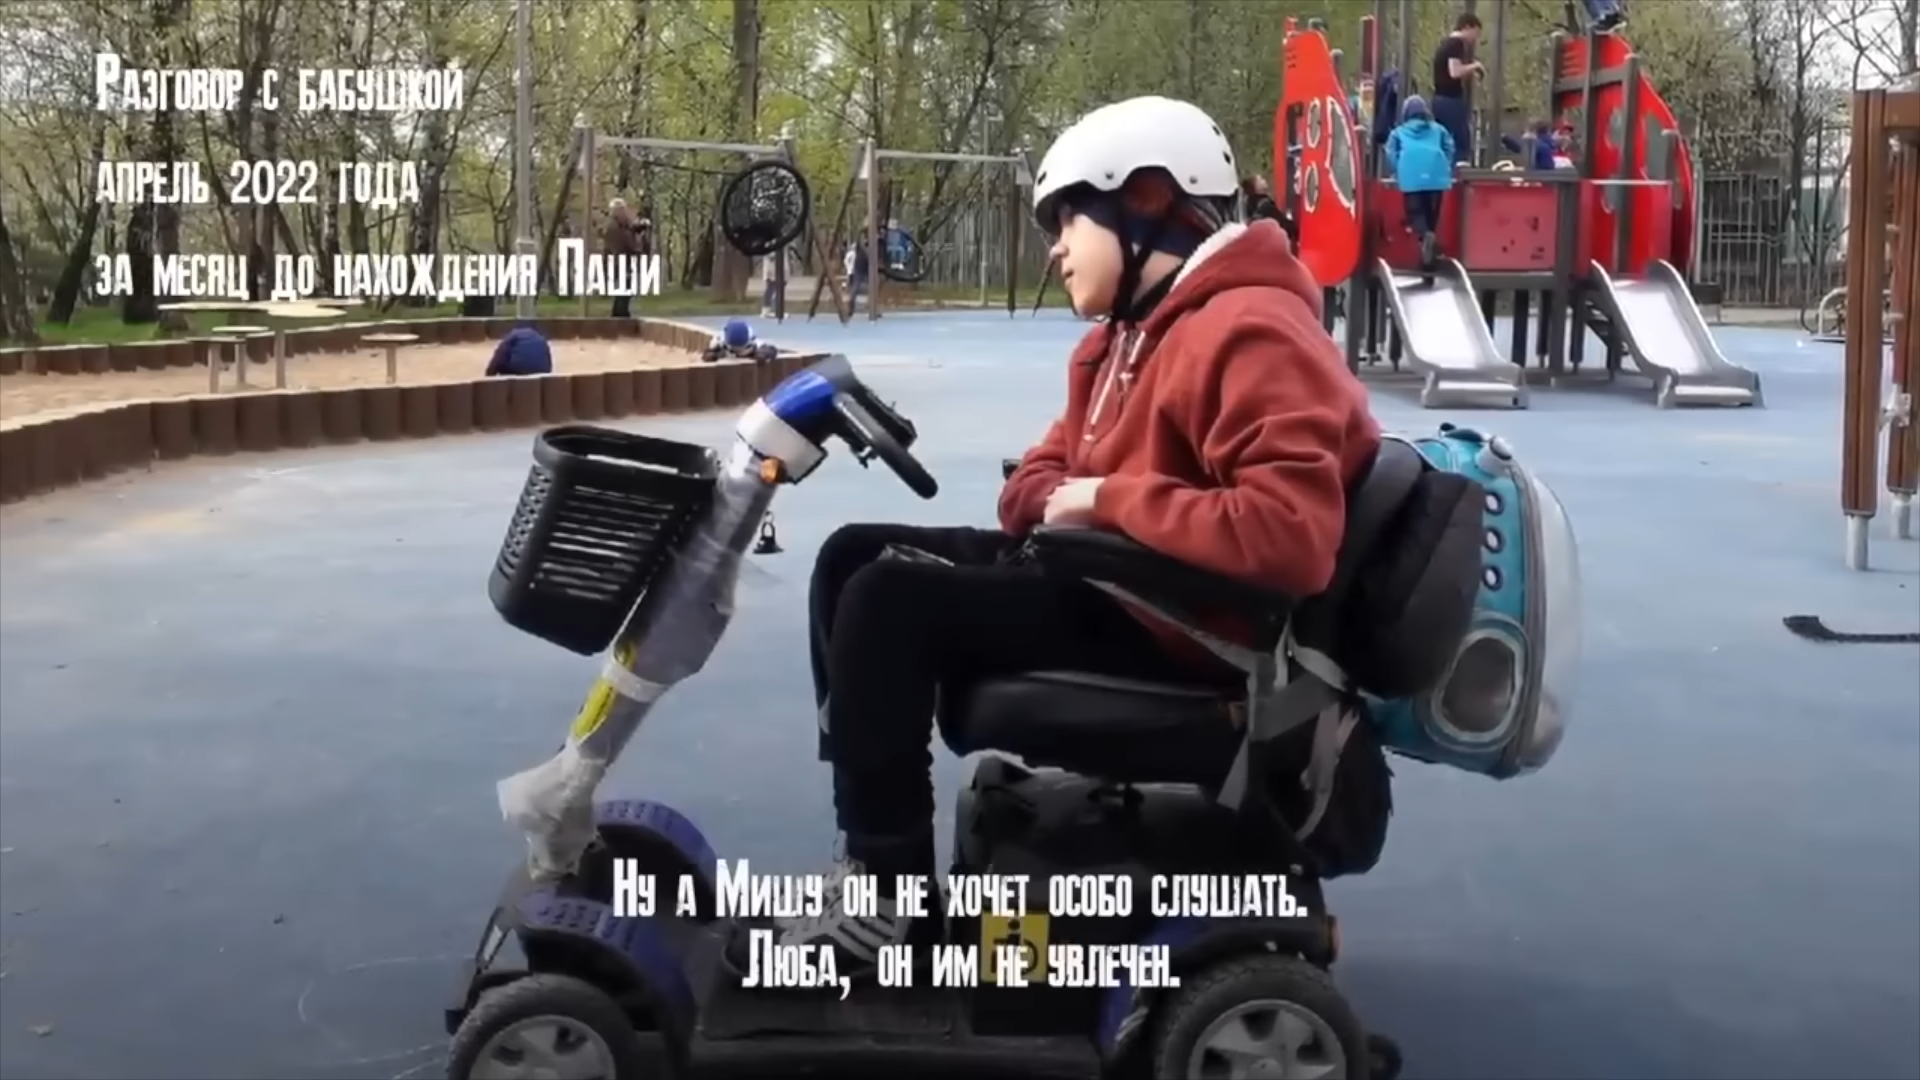 Разговор с бабушкой
апрель 2022 года
за месяц до нахождения Паши
Ну а Мишу он не хочет особо слушать.
Люба, он им не увлечен.